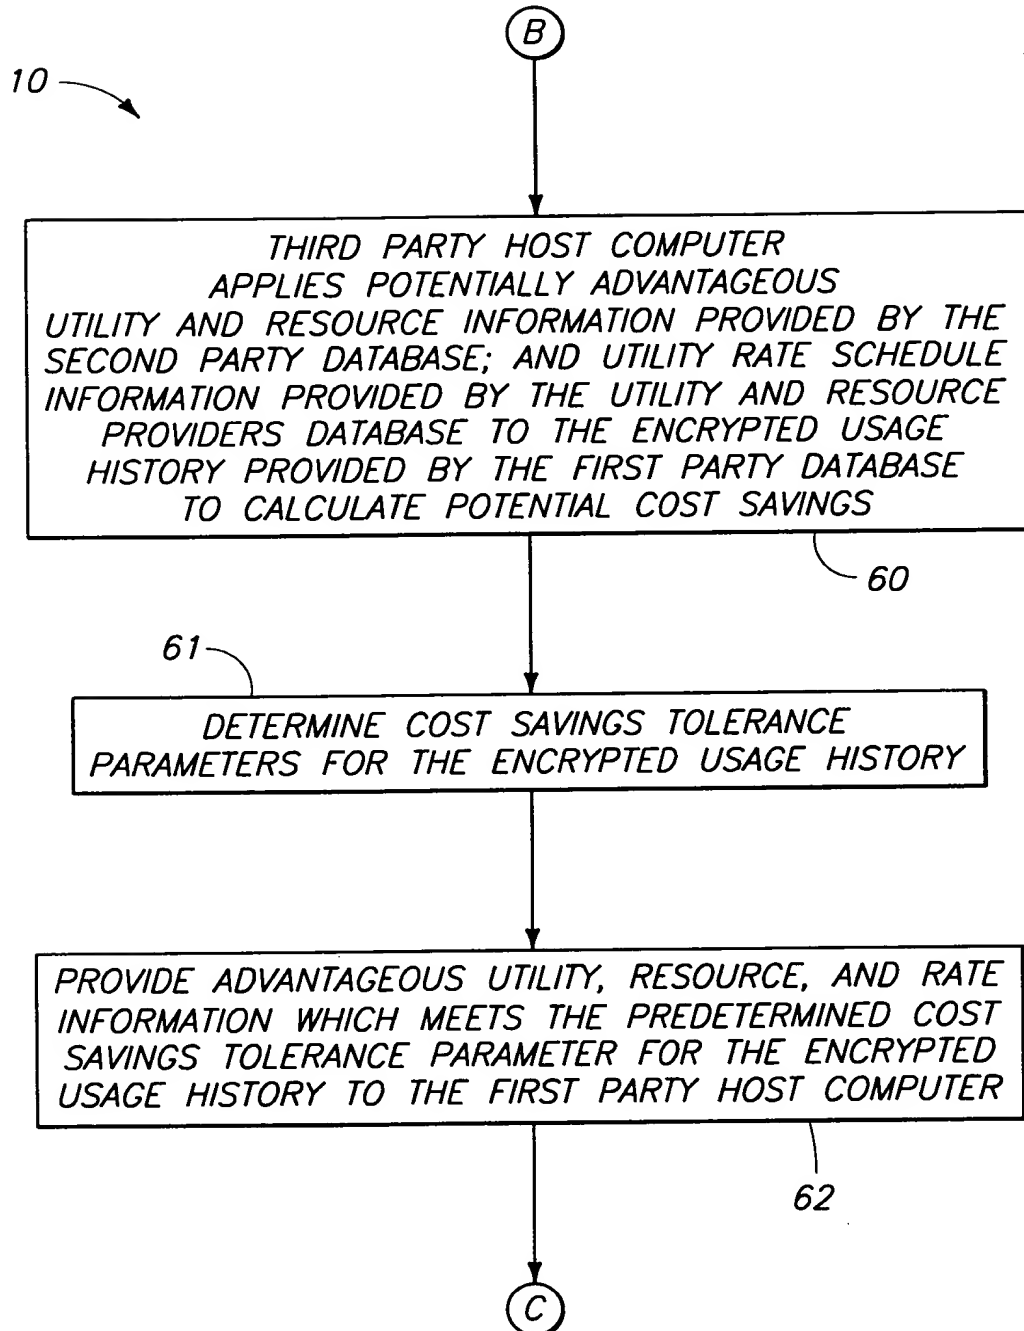 B
10
THIRD PARTY HOST COMPUTER
APPLIES POTENTIALLY ADVANTAGEOUS
UTILITY AND RESOURCE INFORMATION PROVIDED BY THE
SECOND PARTY DATABASE; AND UTILITY RATE SCHEDULE
INFORMATION PROVIDED BY THE UTILITY AND RESOURCE
PROVIDERS DATABASE TO THE ENCRYPTED USAGE
HISTORY PROVIDED BY THE FIRST PARTY DATABASE
TO CALCULATE POTENTIAL COST SAVINGS
60
61
DETERMINE COST SAVINGS TOLERANCE
PARAMETERS FOR THE ENCRYPTED USAGE HISTORY
PROVIDE ADVANTAGEOUS UTILITY, RESOURCE, AND RATE
INFORMATION WHICH MEETS THE PREDETERMINED COST
SAVINGS TOLERANCE PARAMETER FOR THE ENCRYPTED
USAGE HISTORY TO THE FIRST PARTY HOST COMPUTER
62
C